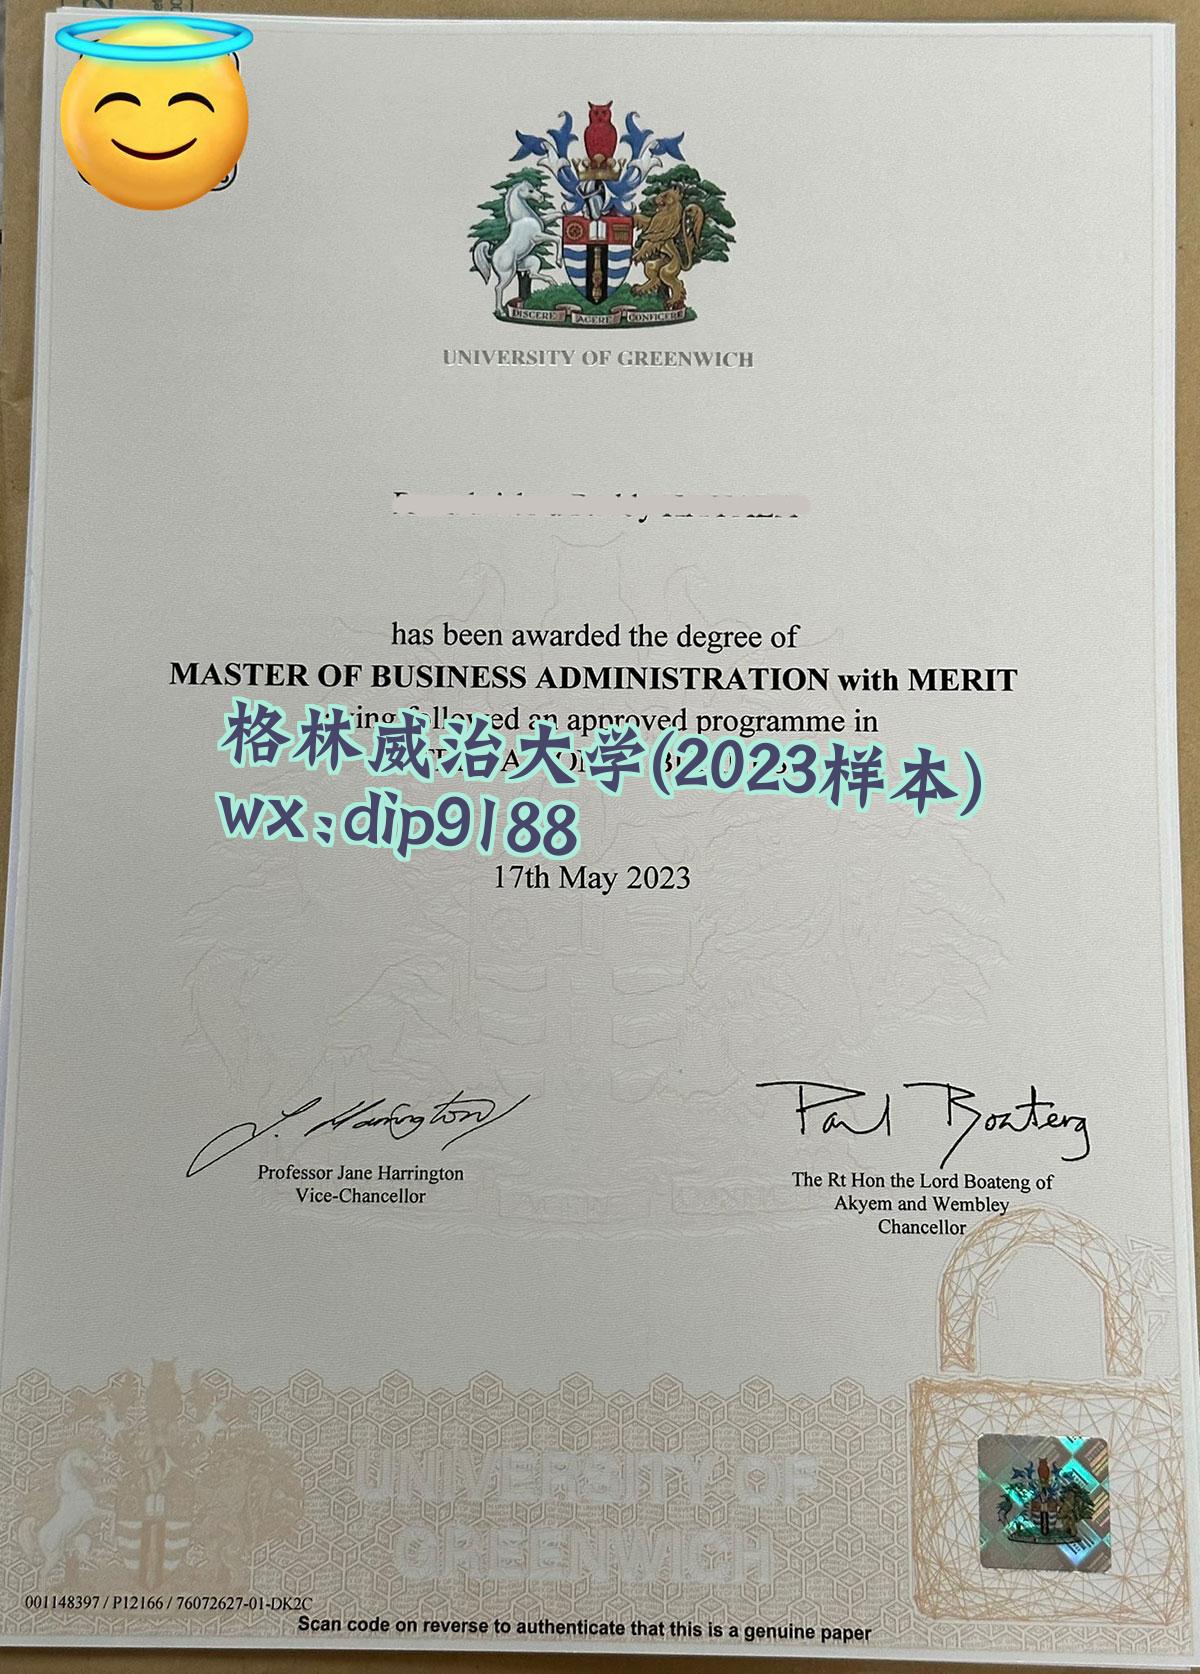 DISCERE AGERE CONFICERE
UNIVERSITY OF GREENWICH
has been awarded the degree of
MASTER OF BUSINESS ADMINISTRATION with MERIT
followed an approved programme in
格林威治大学(2023样本)
wx:dip9188
17th May 2023
J. Harrington
Paul Boateng
Professor Jane Harrington
Vice-Chancellor
The Rt Hon the Lord Boateng of
Akyem and Wembley
Chancellor
UNIVERSITY OF
GREENWICH
001148397 / P12166 / 76072627-01-DK2C
Scan code on reverse to authenticate that this is a genuine paper